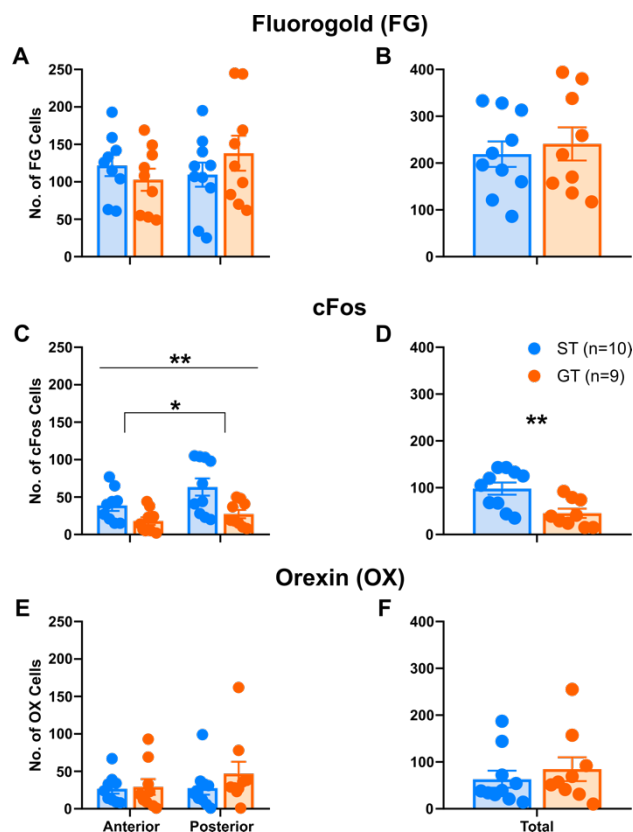 Fluorogold (FG)
A
B
No. of FG Cells
250
200
150
100
50
0
400
300
200
100
0
cFos
C
D
No. of cFos Cells
250
200
150
100
50
0
**
*
400
300
200
100
0
ST (n=10)
GT (n=9)
**
Orexin (OX)
E
F
No. of OX Cells
250
200
150
100
50
0
Anterior
Posterior
400
300
200
100
0
Total